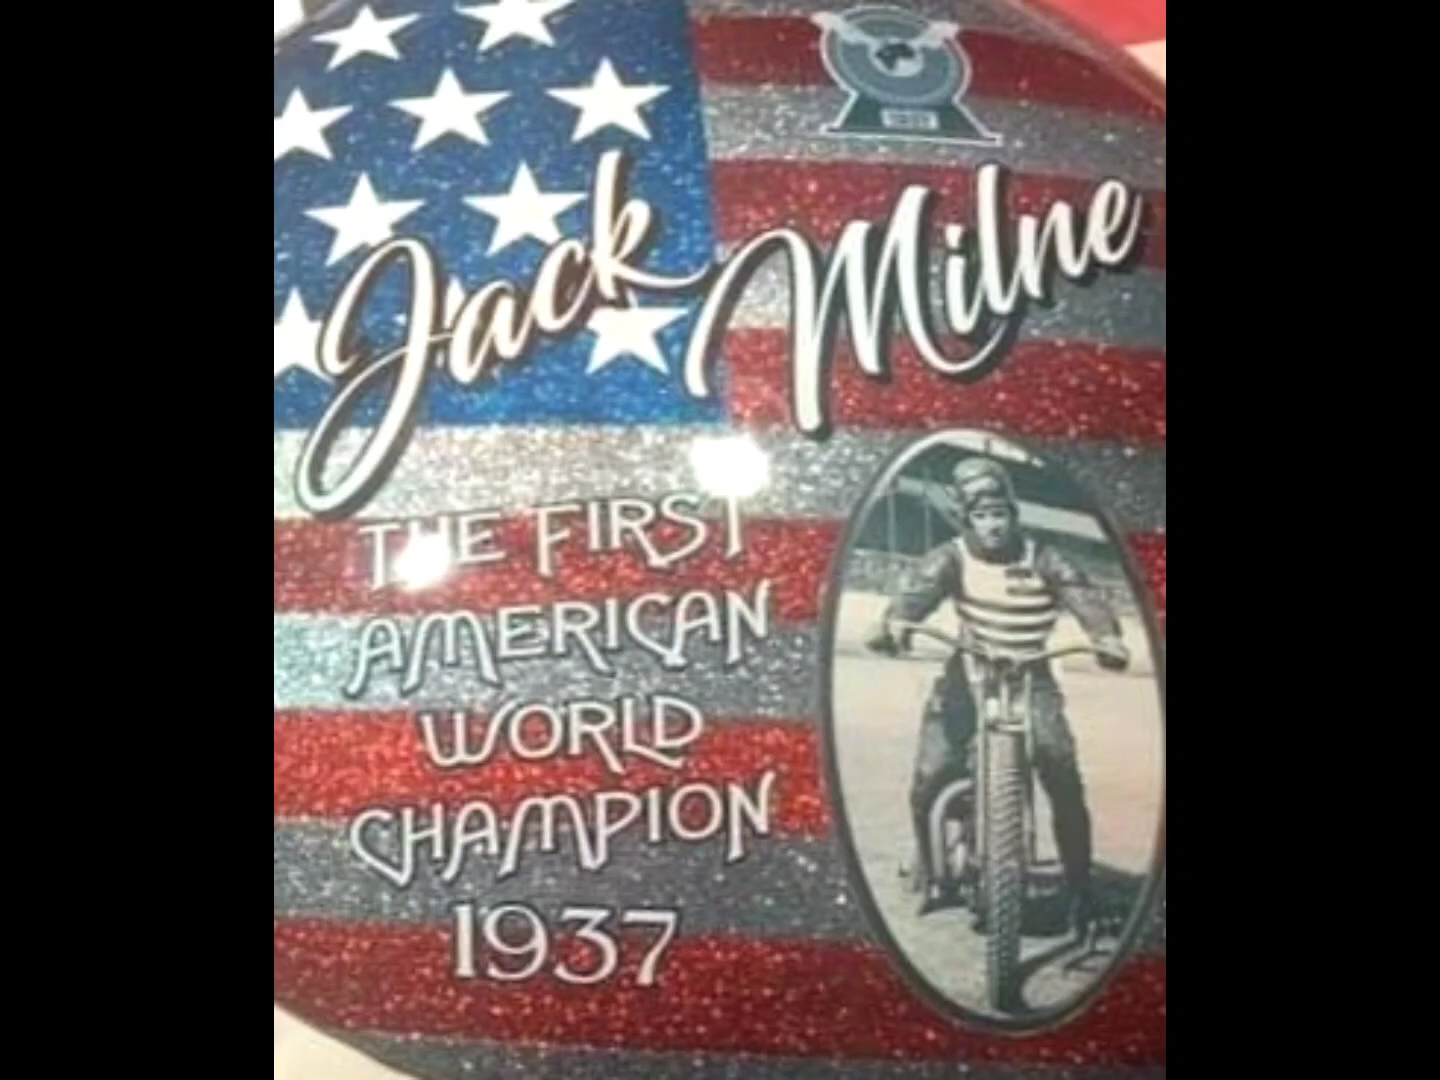 Jack Milne
THE FIRST
AMERICAN
WORLD
CHAMPION
1937